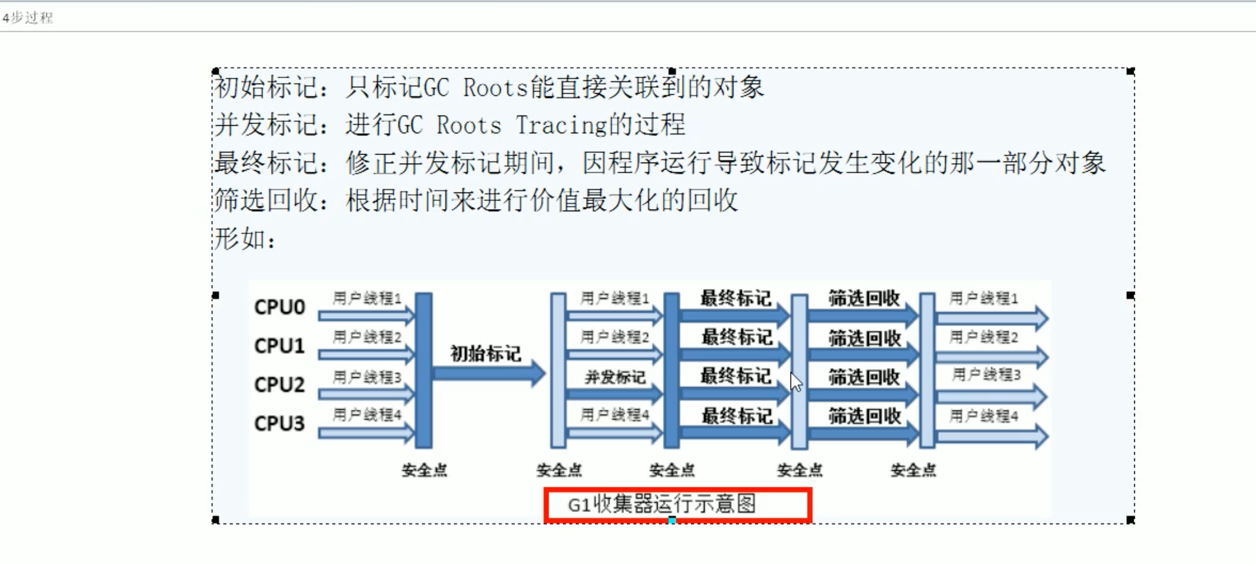 4步过程
初始标记：只标记GC Roots能直接关联到的对象
并发标记：进行GC Roots Tracing的过程
最终标记：修正并发标记期间，因程序运行导致标记发生变化的那一部分对象
筛选回收：根据时间来进行价值最大化的回收
形如：
CPU0 用户线程1 用户线程1 最终标记 筛选回收 用户线程1
CPU1 用户线程2 用户线程2 最终标记 筛选回收 用户线程2
初始标记
CPU2 用户线程3 并发标记 最终标记 筛选回收 用户线程3
CPU3 用户线程4 用户线程4 最终标记 筛选回收 用户线程4
安全点 安全点 安全点 安全点 安全点
G1收集器运行示意图